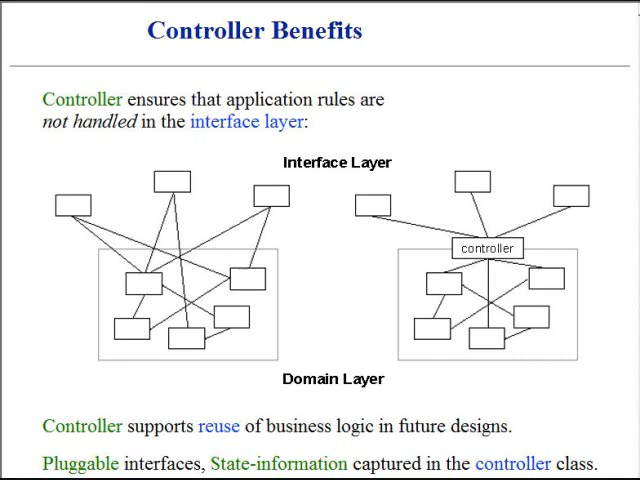 Controller Benefits
Controller ensures that application rules are
not handled in the interface layer:
Interface Layer
controller
Domain Layer
Controller supports reuse of business logic in future designs.
Pluggable interfaces, State-information captured in the controller class.